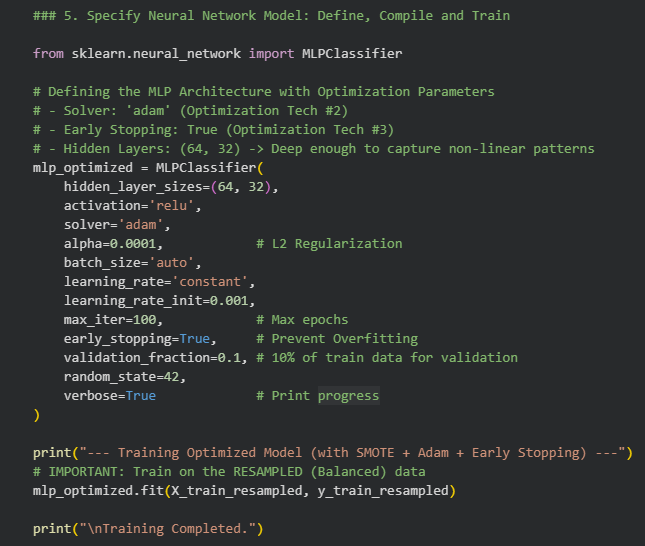 ### 5. Specify Neural Network Model: Define, Compile and Train
from sklearn.neural_network import MLPClassifier
# Defining the MLP Architecture with Optimization Parameters
# - Solver: 'adam' (Optimization Tech #2)
# - Early Stopping: True (Optimization Tech #3)
# - Hidden Layers: (64, 32) -> Deep enough to capture non-linear patterns
mlp_optimized = MLPClassifier(
    hidden_layer_sizes=(64, 32),
    activation='relu',
    solver='adam',
    alpha=0.0001,            # L2 Regularization
    batch_size='auto',
    learning_rate='constant',
    learning_rate_init=0.001,
    max_iter=100,            # Max epochs
    early_stopping=True,     # Prevent Overfitting
    validation_fraction=0.1, # 10% of train data for validation
    random_state=42,
    verbose=True             # Print progress
)
print("--- Training Optimized Model (with SMOTE + Adam + Early Stopping) ---")
# IMPORTANT: Train on the RESAMPLED (Balanced) data
mlp_optimized.fit(X_train_resampled, y_train_resampled)
print("\nTraining Completed.")